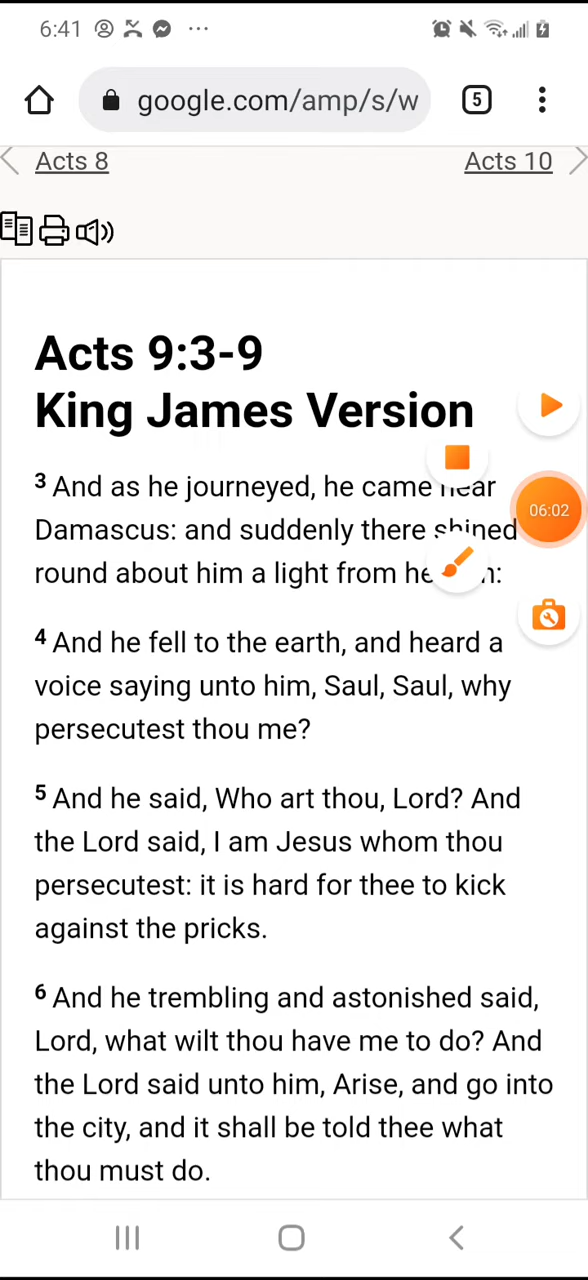 6:41
google.com/amp/s/w
5
Acts 8
Acts 10
Acts 9:3-9
King James Version
3 And as he journeyed, he came near
Damascus: and suddenly there shined
06:02
round about him a light from
4 And he fell to the earth, and heard a
voice saying unto him, Saul, Saul, why
persecutest thou me?
5 And he said, Who art thou, Lord? And
the Lord said, I am Jesus whom thou
persecutest: it is hard for thee to kick
against the pricks.
6 And he trembling and astonished said,
Lord, what wilt thou have me to do? And
the Lord said unto him, Arise, and go into
the city, and it shall be told thee what
thou must do.